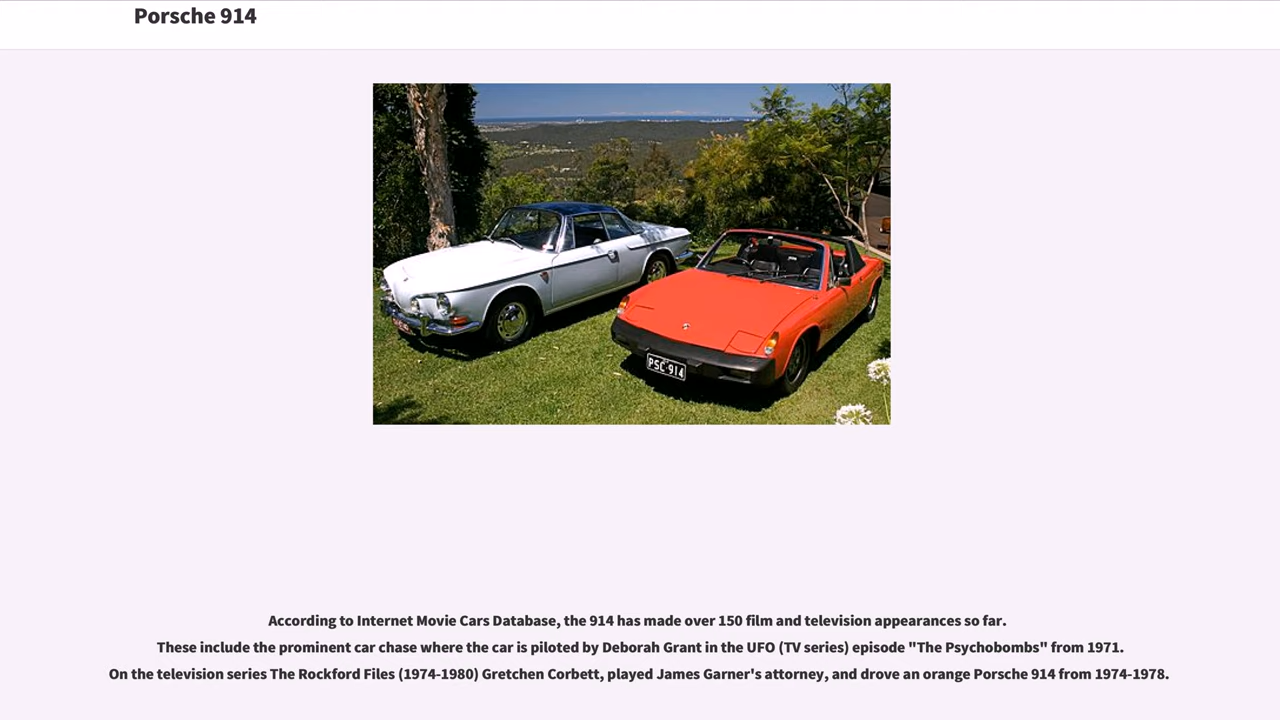 Porsche 914
PSC·914
According to Internet Movie Cars Database, the 914 has made over 150 film and television appearances so far.
These include the prominent car chase where the car is piloted by Deborah Grant in the UFO (TV series) episode "The Psychobombs" from 1971.
On the television series The Rockford Files (1974-1980) Gretchen Corbett, played James Garner's attorney, and drove an orange Porsche 914 from 1974-1978.